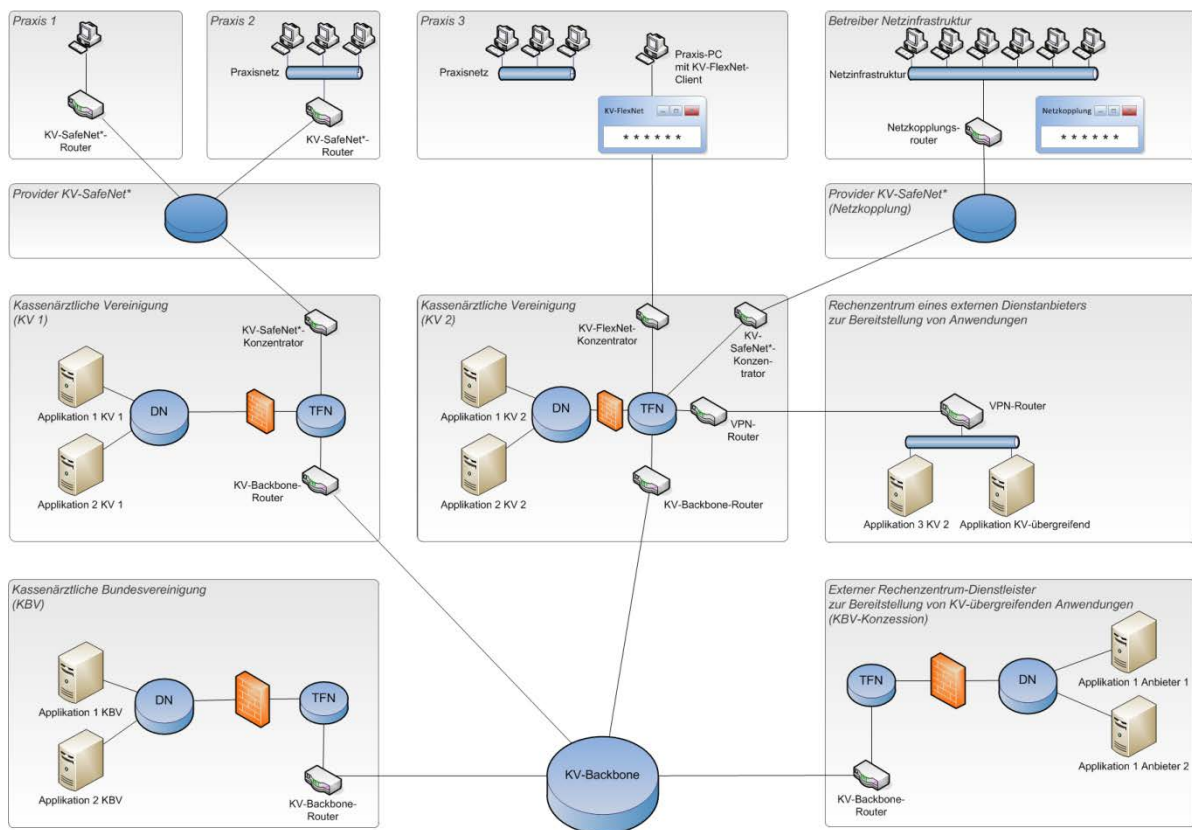 Praxis 1
KV-SafeNet*-
Router
Praxis 2
Praxisnetz
KV-SafeNet*-
Router
Praxis 3
Praxisnetz
Praxis-PC
mit KV-FlexNet-
Client
KV-FlexNet
******
Betreiber Netzinfrastruktur
Netzinfrastruktur
Netzkopplungs-
router
Netzkopplung
******
Provider KV-SafeNet*
Provider KV-SafeNet*
(Netzkopplung)
Kassenärztliche Vereinigung
(KV 1)
KV-SafeNet*-
Konzentrator
Applikation 1 KV 1
DN
TFN
Applikation 2 KV 1
KV-Backbone-
Router
Kassenärztliche Vereinigung
(KV 2)
KV-FlexNet-
Konzentrator
KV-
SafeNet*-
Konzen-
trator
Applikation 1 KV 2
DN
TFN
VPN-
Router
Applikation 2 KV 2
KV-Backbone-Router
Rechenzentrum eines externen Dienstanbieters
zur Bereitstellung von Anwendungen
VPN-Router
Applikation 3 KV 2
Applikation KV-übergreifend
Kassenärztliche Bundesvereinigung
(KBV)
Applikation 1 KBV
DN
TFN
Applikation 2 KBV
KV-Backbone-
Router
KV-Backbone
Externer Rechenzentrum-Dienstleister
zur Bereitstellung von KV-übergreifenden Anwendungen
(KBV-Konzession)
TFN
DN
Applikation 1 Anbieter 1
Applikation 1 Anbieter 2
KV-Backbone-
Router